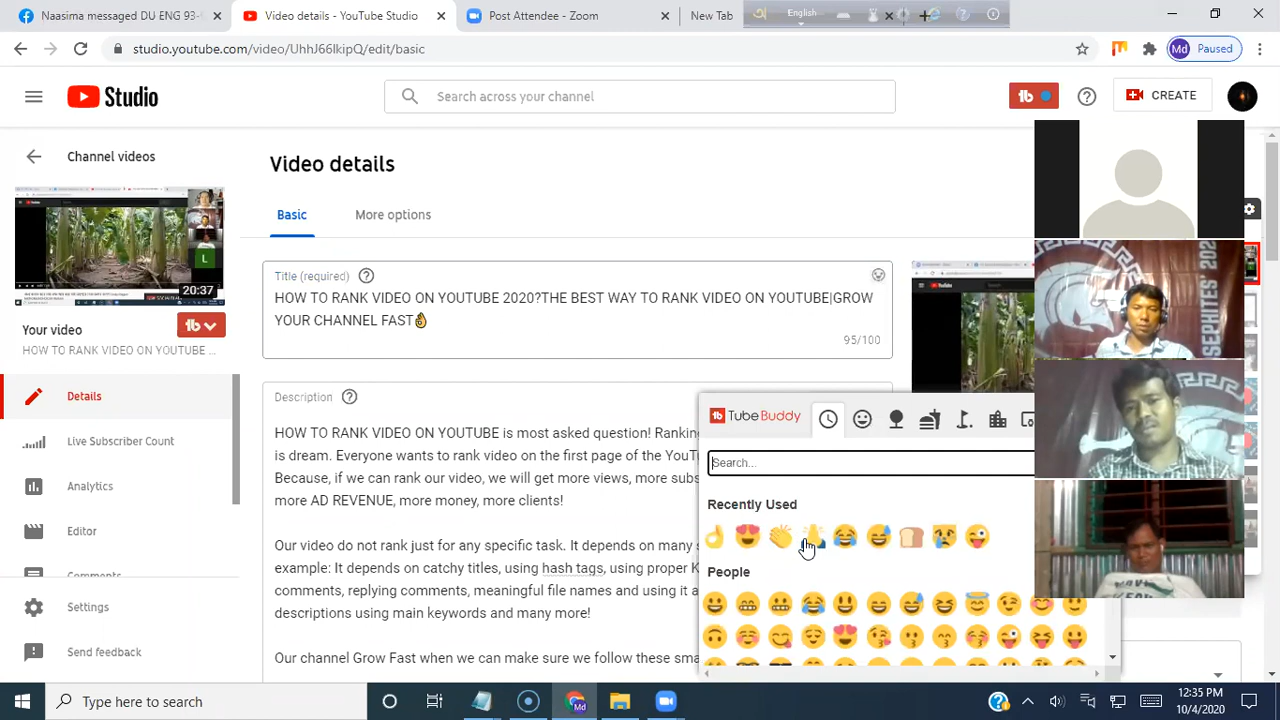 Naasima mamapacked DU ENG 93-
Video details - YouTube Studio
Post Attendee - Zoom
New Tab
English
studio.youtube.com/video/UhhJ66IkipQ/edit/basic
Md Paused
Studio
Search across your channel
CREATE
Channel videos
20:37
Your video
HOW TO RANK VIDEO ON YOUTUBE ...
Details
Live Subscriber Count
Analytics
Editor
Comments
Settings
Send feedback
Video details
Basic
More options
Title (required)
HOW TO RANK VIDEO ON YOUTUBE 2020?THE BEST WAY TO RANK VIDEO ON YOUTUBE|GROW
YOUR CHANNEL FAST👌
95/100
Description
HOW TO RANK VIDEO ON YOUTUBE is most asked question! Ranking
is dream. Everyone wants to rank video on the first page of the You
Because, if we can rank our video, we will get more views, more subs
more AD REVENUE, more money, more clients!
Our video do not rank just for any specific task. It depends on many
example: It depends on catchy titles, using hash tags, using proper K
comments, replying comments, meaningful file names and using it a
descriptions using main keywords and many more!
Our channel Grow Fast when we can make sure we follow these sma
TubeBuddy
Search...
Recently Used
People
SEPHITES 202
Type here to search
12:35 PM
10/4/2020